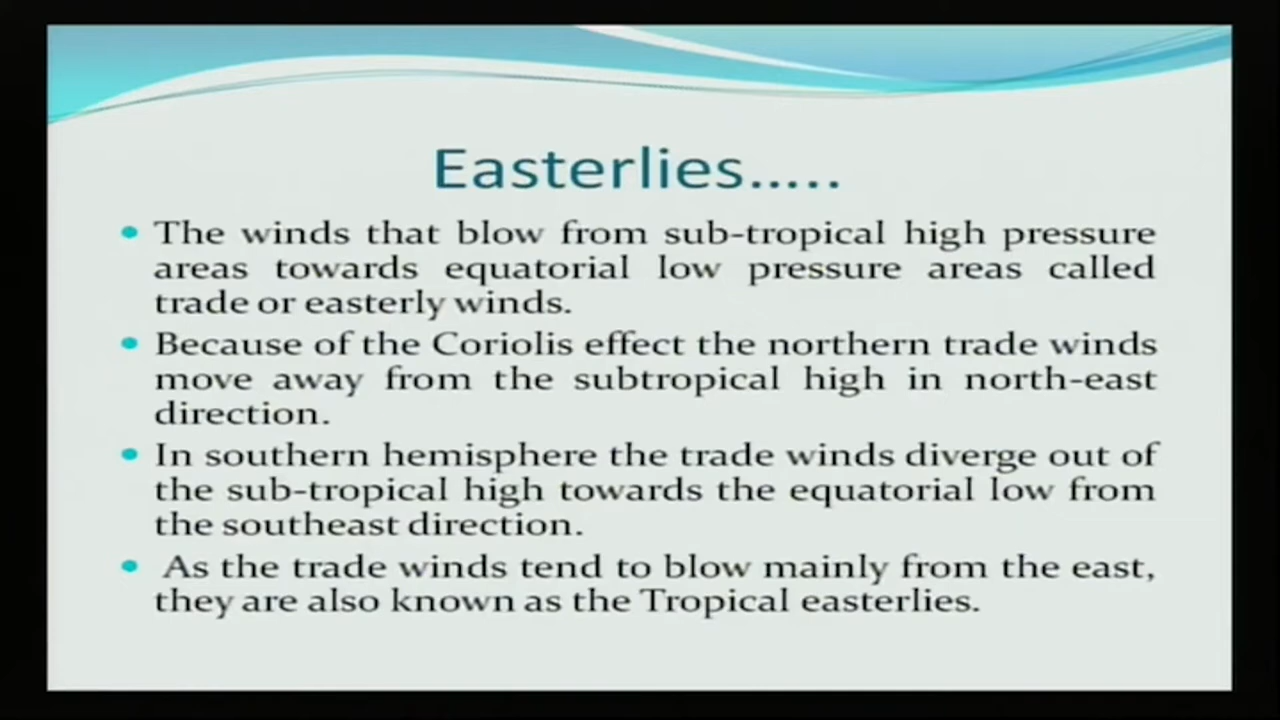 Easterlies.....
• The winds that blow from sub-tropical high pressure
areas towards equatorial low pressure areas called
trade or easterly winds.
• Because of the Coriolis effect the northern trade winds
move away from the subtropical high in north-east
direction.
• In southern hemisphere the trade winds diverge out of
the sub-tropical high towards the equatorial low from
the southeast direction.
• As the trade winds tend to blow mainly from the east,
they are also known as the Tropical easterlies.